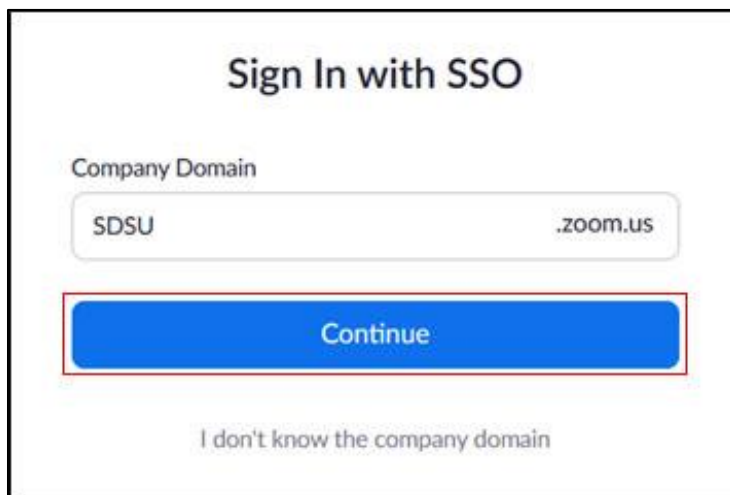 Sign In with SSO
Company Domain
SDSU .zoom.us
Continue
I don't know the company domain